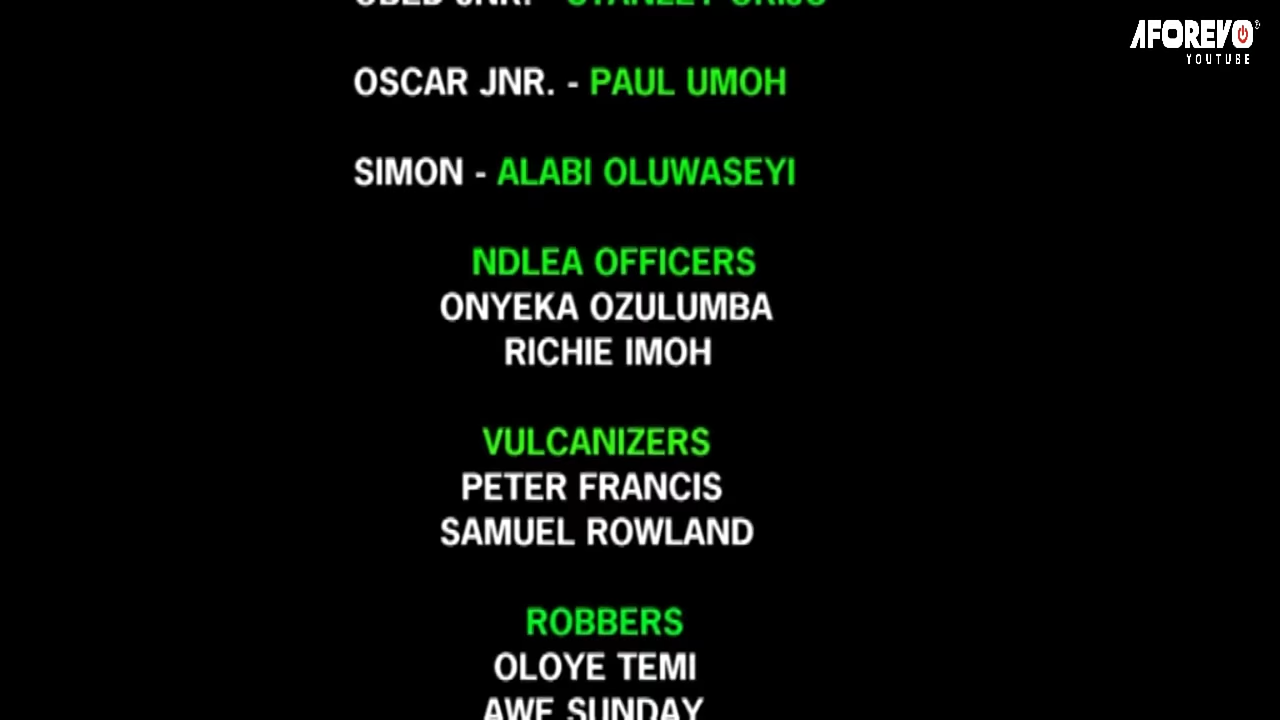 AFOREVO
YOUTUBE
OSCAR JNR. - PAUL UMOH
SIMON - ALABI OLUWASEYI
NDLEA OFFICERS
ONYEKA OZULUMBA
RICHIE IMOH
VULCANIZERS
PETER FRANCIS
SAMUEL ROWLAND
ROBBERS
OLOYE TEMI
AWE SUNDAY